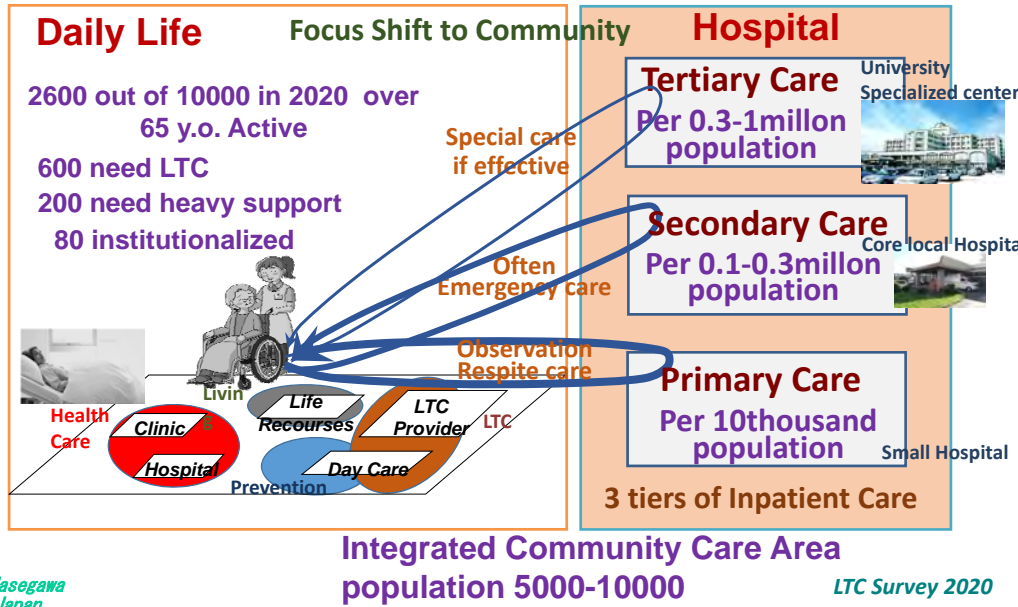 Daily Life
Focus Shift to Community
Hospital
2600 out of 10000 in 2020 over
65 y.o. Active
600 need LTC
200 need heavy support
80 institutionalized
Special care
if effective
Often
Emergency care
Observation
Respite care
Tertiary Care
Per 0.3-1millon
population
University
Specialized center
Secondary Care
Per 0.1-0.3millon
population
Core local Hospita
Primary Care
Per 10thousand
population
Small Hospital
3 tiers of Inpatient Care
Health
Care
Clinic
Hospital
Livin
g
Life
Recourses
LTC
Provider
LTC
Day Care
Prevention
Integrated Community Care Area
population 5000-10000
asegawa
Japan
LTC Survey 2020